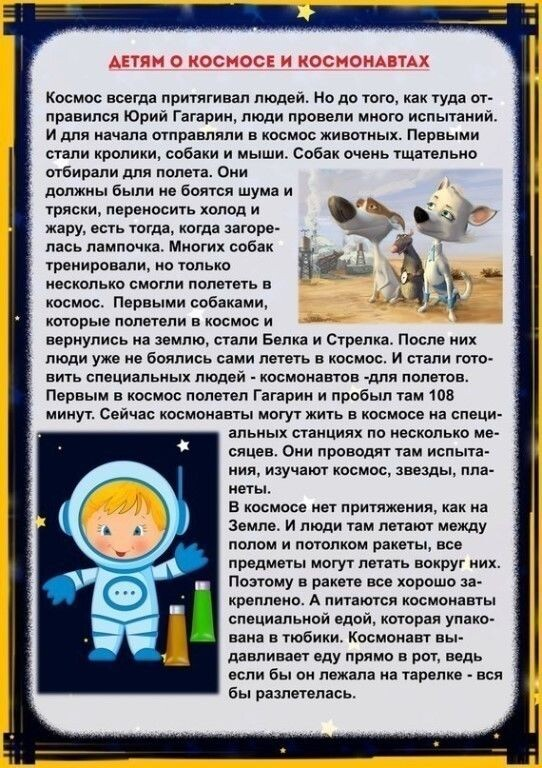 ДЕТЯМ О КОСМОСЕ И КОСМОНАВТАХ
Космос всегда притягивал людей. Но до того, как туда от-
правился Юрий Гагарин, люди провели много испытаний.
И для начала отправляли в космос животных. Первыми
стали кролики, собаки и мыши. Собак очень тщательно
отбирали для полета. Они
должны были не боятся шума и
тряски, переносить холод и
жару, есть тогда, когда загоре-
лась лампочка. Многих собак
тренировали, но только
несколько смогли полететь в
космос. Первыми собаками,
которые полетели в космос и
вернулись на землю, стали Белка и Стрелка. После них
люди уже не боялись сами лететь в космос. И стали гото-
вить специальных людей - космонавтов -для полетов.
Первым в космос полетел Гагарин и пробыл там 108
минут. Сейчас космонавты могут жить в космосе на специ-
альных станциях по несколько ме-
сяцев. Они проводят там испыта-
ния, изучают космос, звезды, пла-
неты.
В космосе нет притяжения, как на
Земле. И люди там летают между
полом и потолком ракеты, все
предметы могут летать вокруг них.
Поэтому в ракете все хорошо за-
креплено. А питаются космонавты
специальной едой, которая упако-
вана в тюбики. Космонавт вы-
давливает еду прямо в рот, ведь
если бы он лежала на тарелке - вся
бы разлетелась.